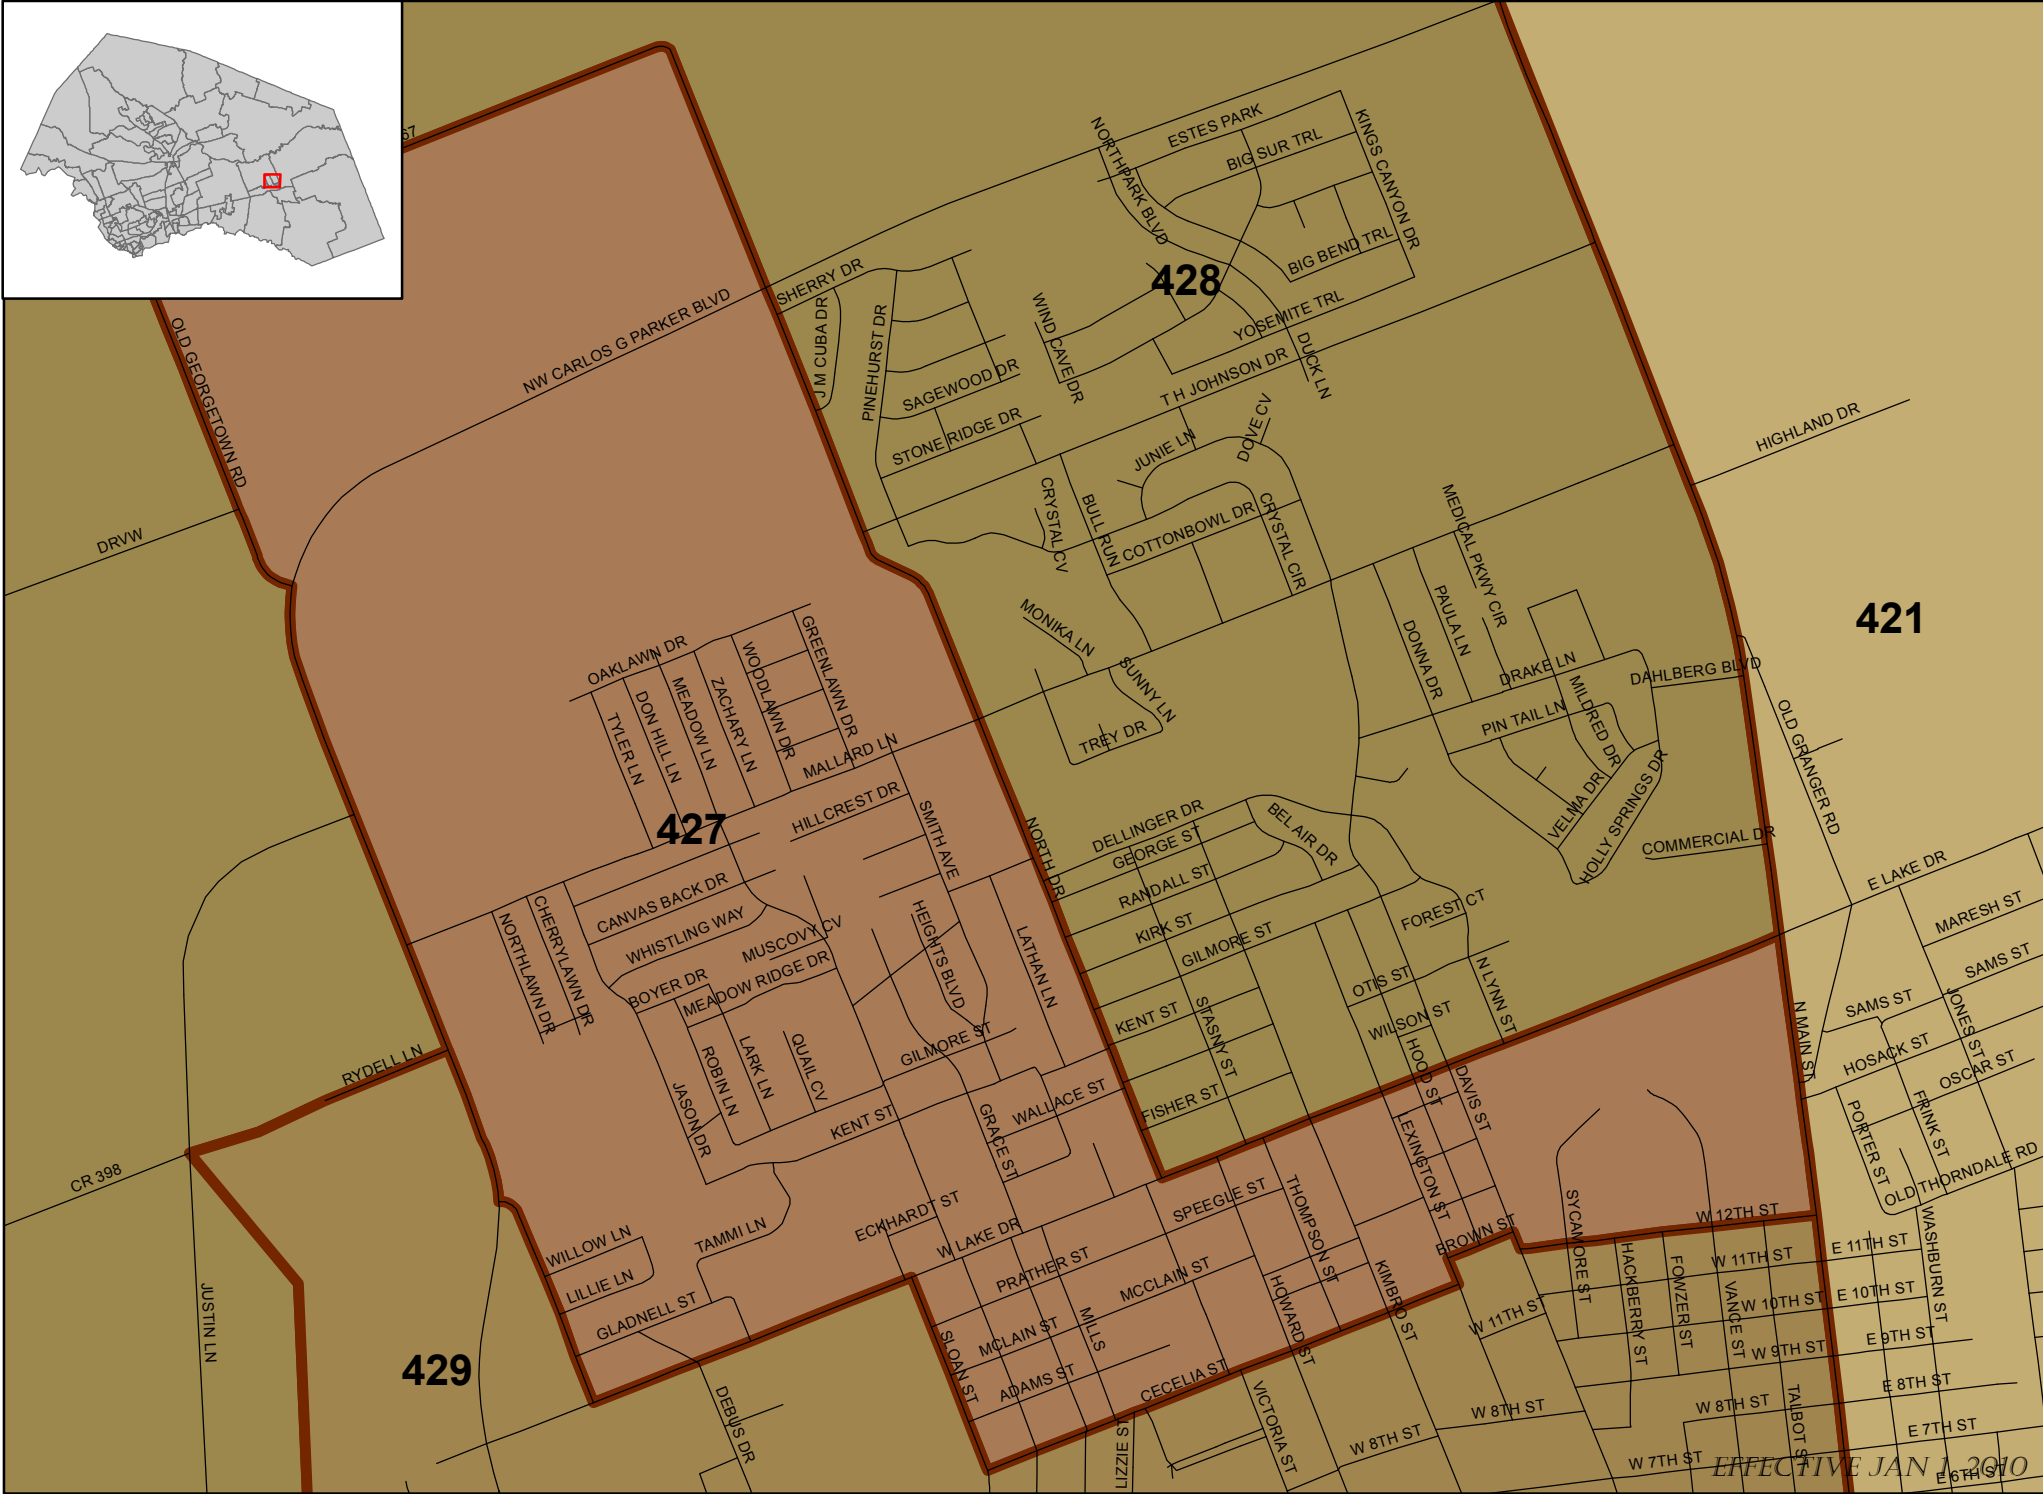 67
ESTES PARK
BIG SUR TRL
KINGS CANYON DR
NORTHPARK BLVD
BIG BEND TRL
428
SHERRY DR
J M CUBA DR
PINEHURST DR
WIND CAVE DR
YOSEMITE TRL
DUCK LN
OLD GEORGETOWN RD
NW CARLOS G PARKER BLVD
SAGEWOOD DR
STONE RIDGE DR
T H JOHNSON DR
JUNIE LN
DOVE CV
HIGHLAND DR
DRVW
CRYSTAL CV
BULL RUN
COTTONBOWL DR
CRYSTAL CIR
MEDICAL PKWY CIR
PAULA LN
DONNA DR
421
MONIKA LN
SUNNY LN
TREY DR
DRAKE LN
DAHLBERG BLVD
MILDRED DR
PIN TAIL LN
OAKLAWN DR
GREENLAWN DR
WOODLAWN DR
ZACHARY LN
MEADOW LN
DON HILL LN
TYLER LN
MALLARD LN
OLD GRANGER RD
VELMA DR
HOLLY SPRINGS DR
COMMERCIAL DR
427
HILLCREST DR
SMITH AVE
NORTH DR
DELLINGER DR
GEORGE ST
BEL AIR DR
RANDALL ST
KIRK ST
GILMORE ST
FOREST CT
E LAKE DR
MARESH ST
SAMS ST
CANVAS BACK DR
WHISTLING WAY
MUSCOVY CV
CHERRYLAWN DR
NORTHLAWN DR
BOYER DR
MEADOW RIDGE DR
HEIGHTS BLVD
LATHAN LN
OTIS ST
N LYNN ST
WILSON ST
KENT ST
STASNY ST
N MAIN ST
SAMS ST
JONES ST
HOSACK ST
OSCAR ST
RYDELL LN
GILMORE ST
QUAIL CV
LARK LN
ROBIN LN
JASON DR
WALLACE ST
GRACE ST
KENT ST
FISHER ST
HOOD ST
DAVIS ST
LEXINGTON ST
FRINK ST
PORTER ST
OLD THORNDALE RD
CR 398
WILLOW LN
TAMMI LN
ECKHARDT ST
W LAKE DR
SPEEGLE ST
THOMPSON ST
BROWN ST
SYCAMORE ST
W 12TH ST
WASHBURN ST
E 11TH ST
JUSTIN LN
LILLIE LN
GLADNELL ST
PRATHER ST
MCCLAIN ST
HOWARD ST
KIMBRO ST
HACKBERRY ST
FOWZER ST
W 11TH ST
VANCE ST
W 10TH ST
E 10TH ST
W 11TH ST
MILLS
MCLAIN ST
SLOAN ST
ADAMS ST
CECELIA ST
W 9TH ST
E 9TH ST
429
DEBUS DR
LIZZIE ST
VICTORIA ST
W 8TH ST
W 8TH ST
W 8TH ST
TALBOT ST
E 8TH ST
E 7TH ST
W 7TH ST
E 6TH ST
EFFECTIVE JAN 1, 2010